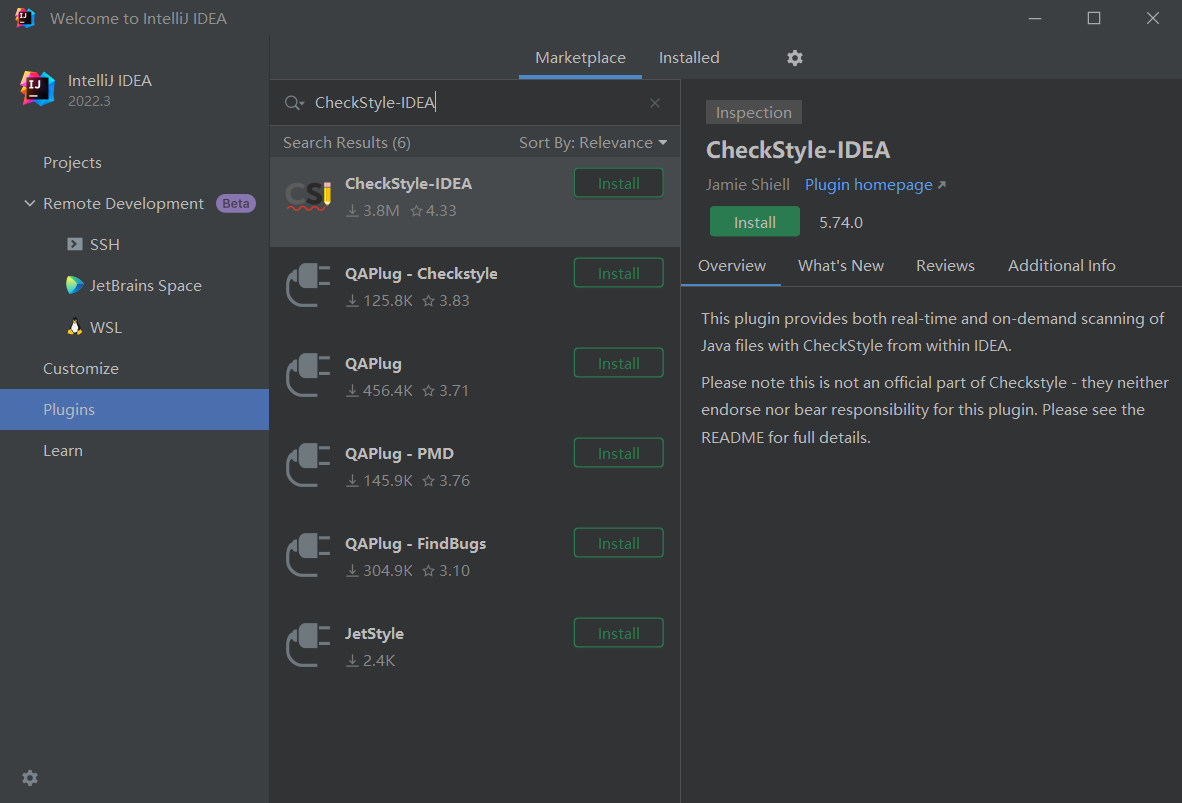 Welcome to IntelliJ IDEA
IntelliJ IDEA
2022.3
Projects
Remote Development Beta
SSH
JetBrains Space
WSL
Customize
Plugins
Learn
Marketplace Installed
CheckStyle-IDEA
Search Results (6) Sort By: Relevance
CheckStyle-IDEA Install
3.8M 4.33
QAPlug - Checkstyle Install
125.8K 3.83
QAPlug Install
456.4K 3.71
QAPlug - PMD Install
145.9K 3.76
QAPlug - FindBugs Install
304.9K 3.10
JetStyle Install
2.4K
Inspection
CheckStyle-IDEA
Jamie Shiell Plugin homepage
Install 5.74.0
Overview What's New Reviews Additional Info
This plugin provides both real-time and on-demand scanning of
Java files with CheckStyle from within IDEA.
Please note this is not an official part of Checkstyle - they neither
endorse nor bear responsibility for this plugin. Please see the
README for full details.